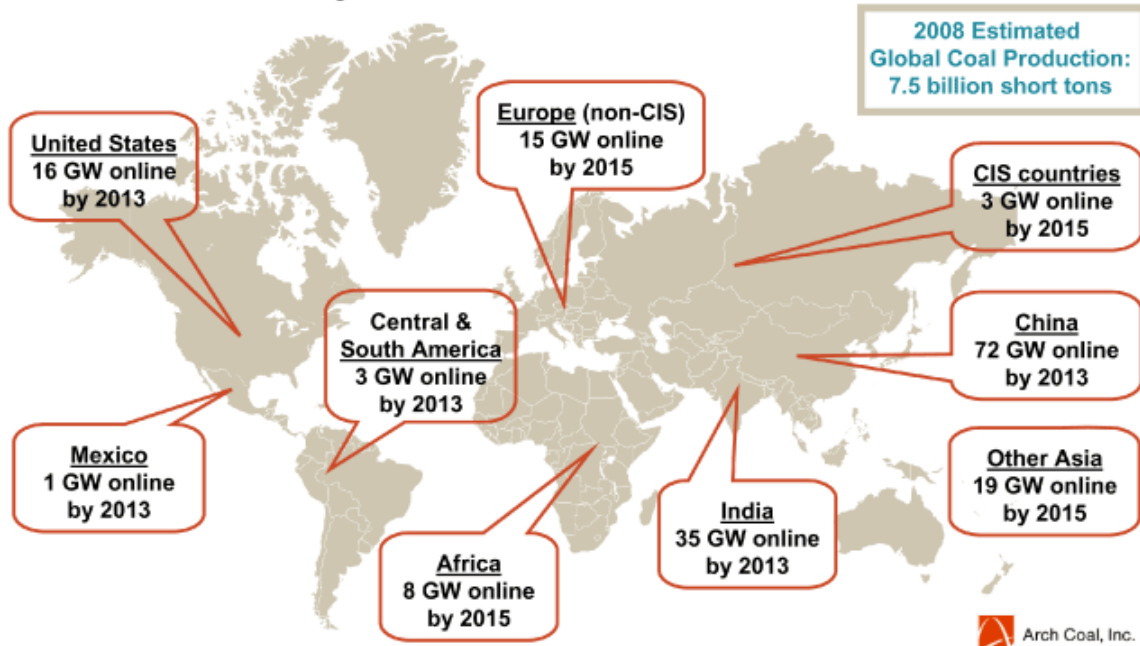 2008 Estimated
Global Coal Production:
7.5 billion short tons
United States
16 GW online
by 2013
Europe (non-CIS)
15 GW online
by 2015
CIS countries
3 GW online
by 2015
Central &
South America
3 GW online
by 2013
China
72 GW online
by 2013
Mexico
1 GW online
by 2013
Africa
8 GW online
by 2015
India
35 GW online
by 2013
Other Asia
19 GW online
by 2015
Arch Coal, Inc.